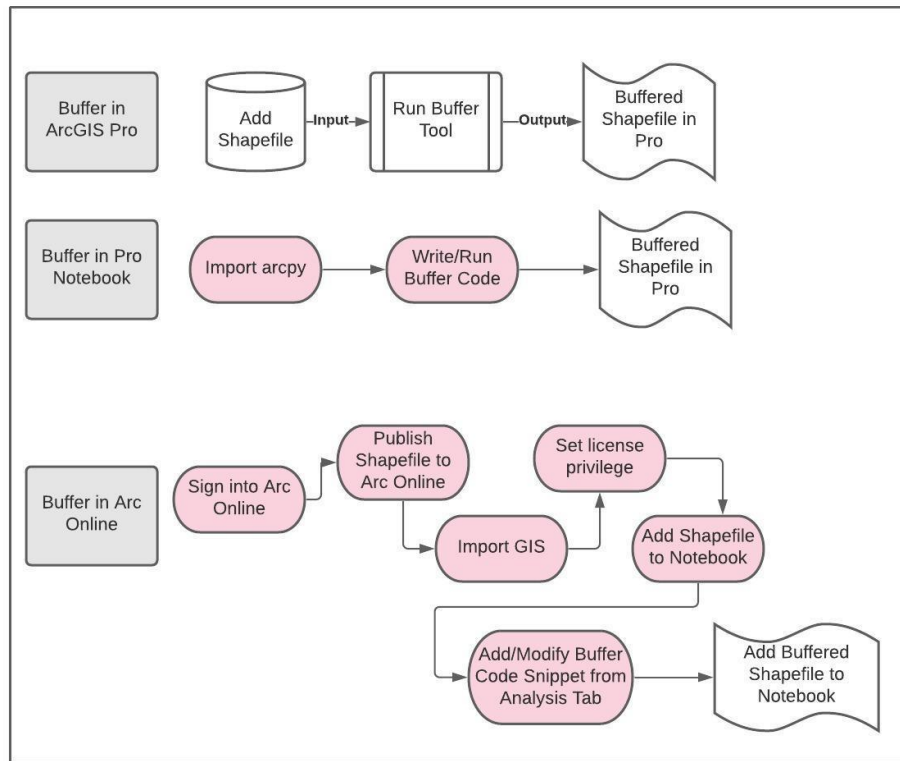 Buffer in
ArcGIS Pro
Add
Shapefile
Input
Run Buffer
Tool
Output
Buffered
Shapefile in
Pro
Buffer in Pro
Notebook
Import arcpy
Write/Run
Buffer Code
Buffered
Shapefile in
Pro
Buffer in Arc
Online
Sign into Arc
Online
Publish
Shapefile to
Arc Online
Import GIS
Set license
privilege
Add Shapefile
to Notebook
Add/Modify Buffer
Code Snippet from
Analysis Tab
Add Buffered
Shapefile to
Notebook